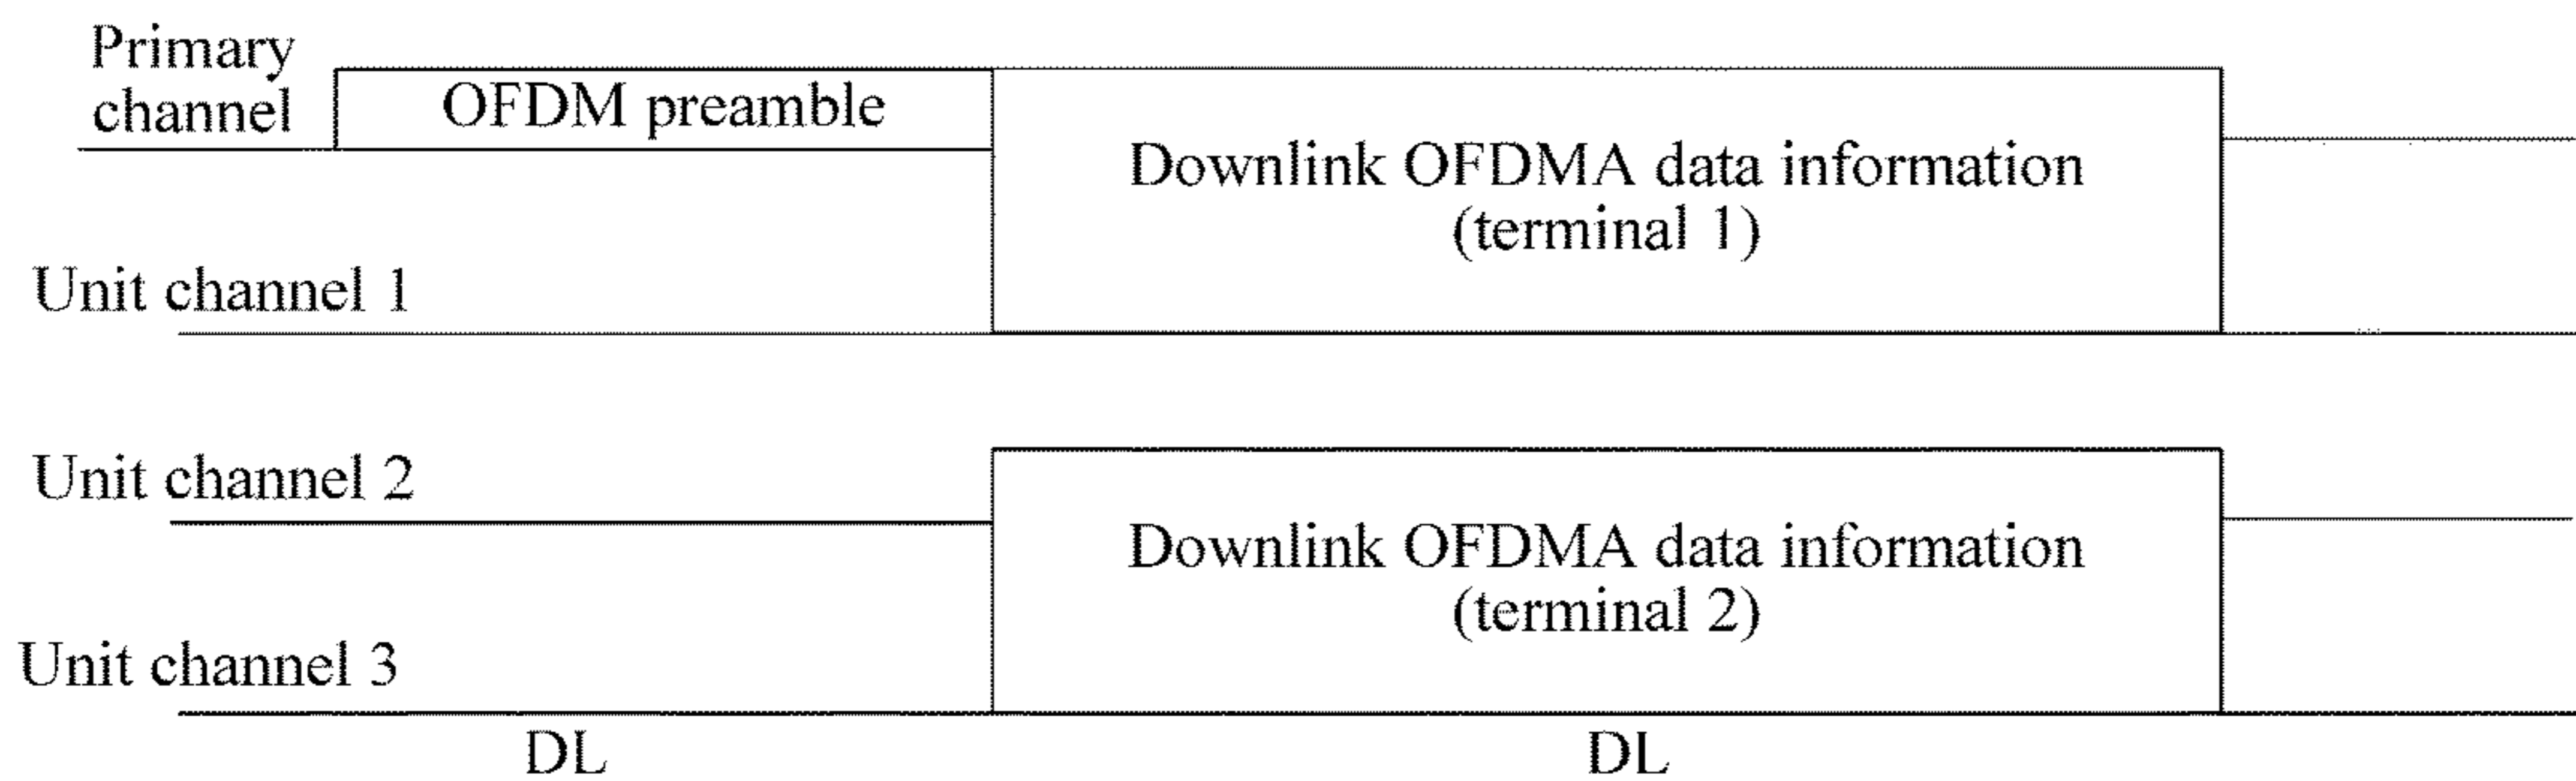 Primary
channel
OFDM preamble
Downlink OFDMA data information
(terminal 1)
Unit channel 1
Unit channel 2
Downlink OFDMA data information
(terminal 2)
Unit channel 3
DL
DL